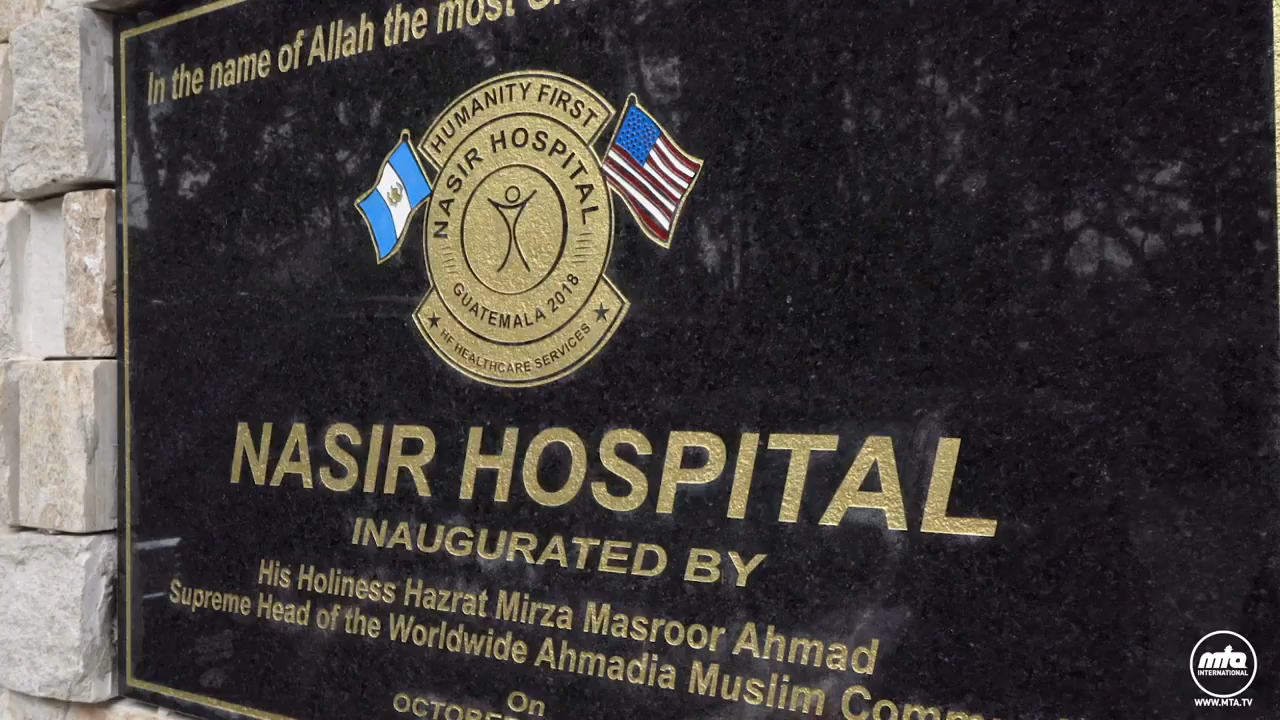 In the name of Allah the most
HUMANITY FIRST
NASIR HOSPITAL
GUATEMALA 2018
HF HEALTHCARE SERVICES
NASIR HOSPITAL
INAUGURATED BY
His Holiness Hazrat Mirza Masroor Ahmad
Supreme Head of the Worldwide Ahmadia Muslim Comm
On
OCTOBE
mta
INTERNATIONAL
WWW.MTA.TV